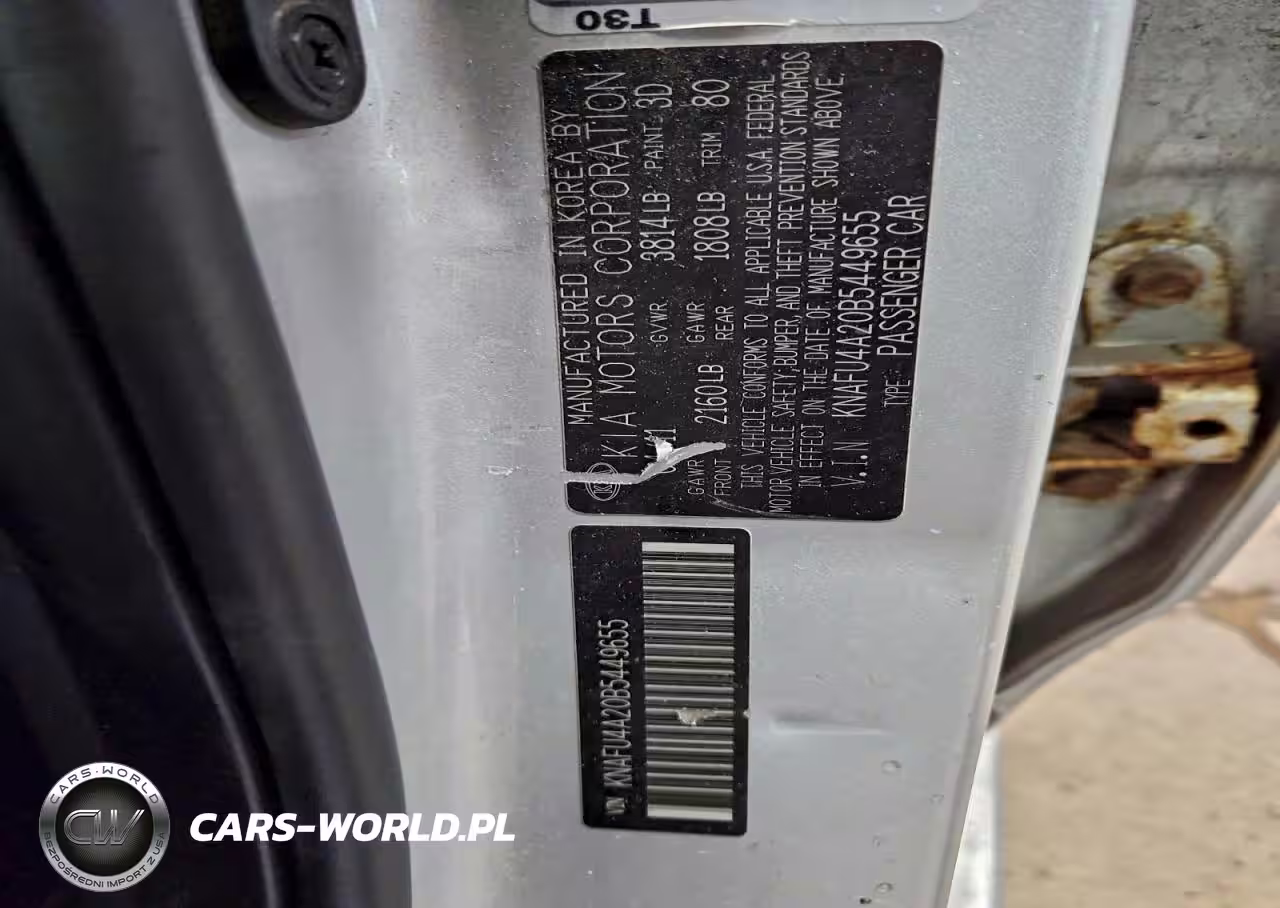 T30
MANUFACTURED IN KOREA BY
KIA KIA MOTORS CORPORATION
GVWR 3814LB PAINT 3D
GAWR FRONT 2160LB GAWR REAR 1808LB TRIM 80
THIS VEHICLE CONFORMS TO ALL APPLICABLE U.S.A. FEDERAL
MOTOR VEHICLE SAFETY, BUMPER, AND THEFT PREVENTION STANDARDS
IN EFFECT ON THE DATE OF MANUFACTURE SHOWN ABOVE.
V.I.N : KNAFU4A20B5449655
TYPE: PASSENGER CAR
VIN KNAFU4A20B5449655
CARS-WORLD
CW
BEZPOŚREDNI IMPORT Z USA
CARS-WORLD.PL